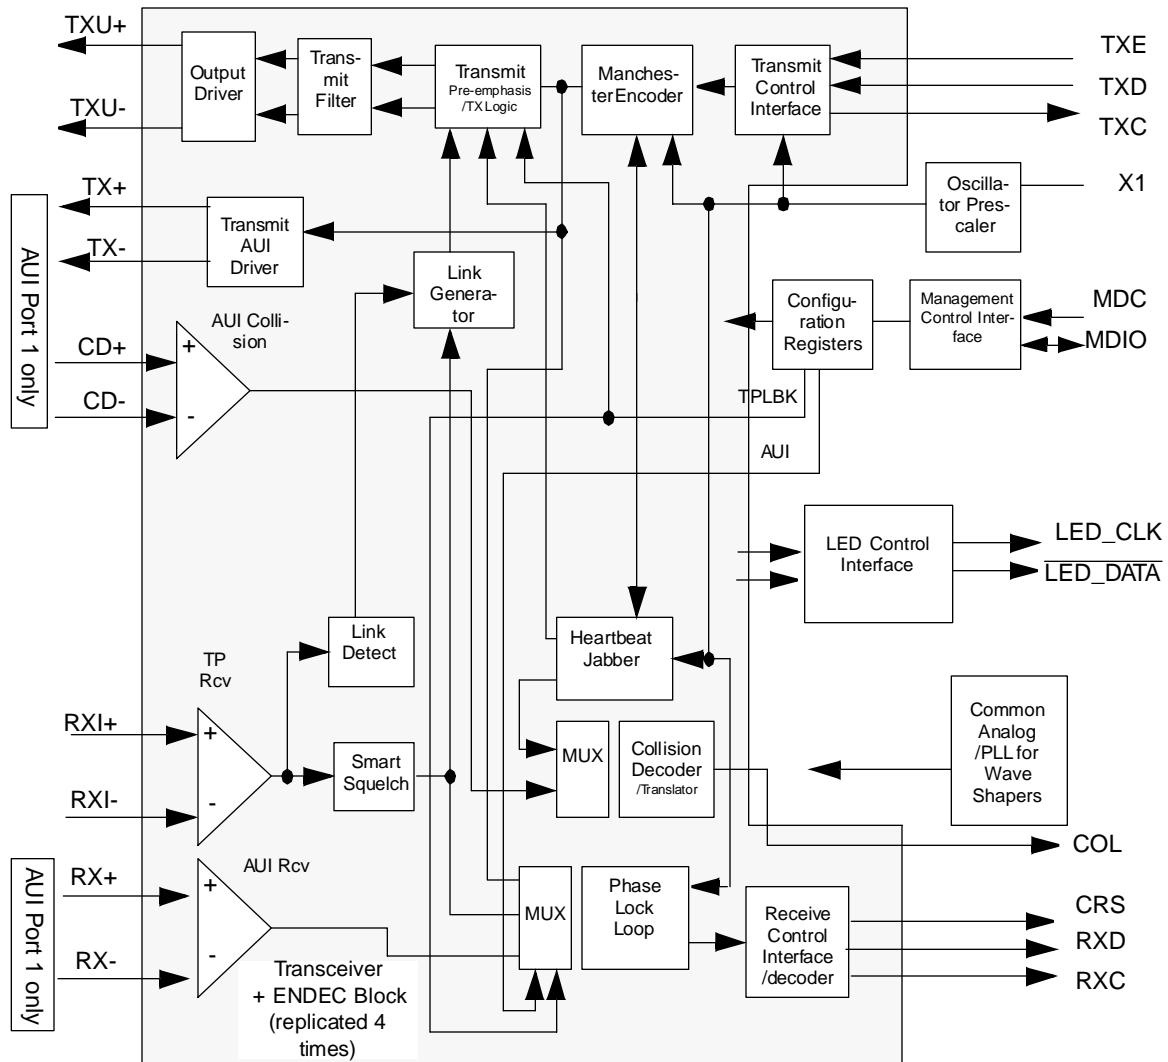 TXU+
TXU-
Output
Driver
Trans-
mit
Filter
Transmit
Pre-emphasis
/TX Logic
Manches-
ter Encoder
Transmit
Control
Interface
TXE
TXD
TXC
X1
Oscilla-
tor Pres-
caler
TX+
TX-
AUI Port 1 only
Transmit
AUI
Driver
Link
Genera-
tor
Configu-
ration
Registers
Management
Control Inter-
face
MDC
MDIO
AUI Colli-
sion
CD+
CD-
+
-
TPLBK
AUI
LED Control
Interface
LED_CLK
LED_DATA
Link
Detect
Heartbeat
Jabber
TP
Rcv
RXI+
RXI-
+
-
Smart
Squelch
MUX
Collision
Decoder
/Translator
Common
Analog
/PLL for
Wave
Shapers
COL
AUI Port 1 only
RX+
RX-
AUI Rcv
+
-
MUX
Phase
Lock
Loop
Receive
Control
Interface
/decoder
CRS
RXD
RXC
Transceiver
+ ENDEC Block
(replicated 4
times)